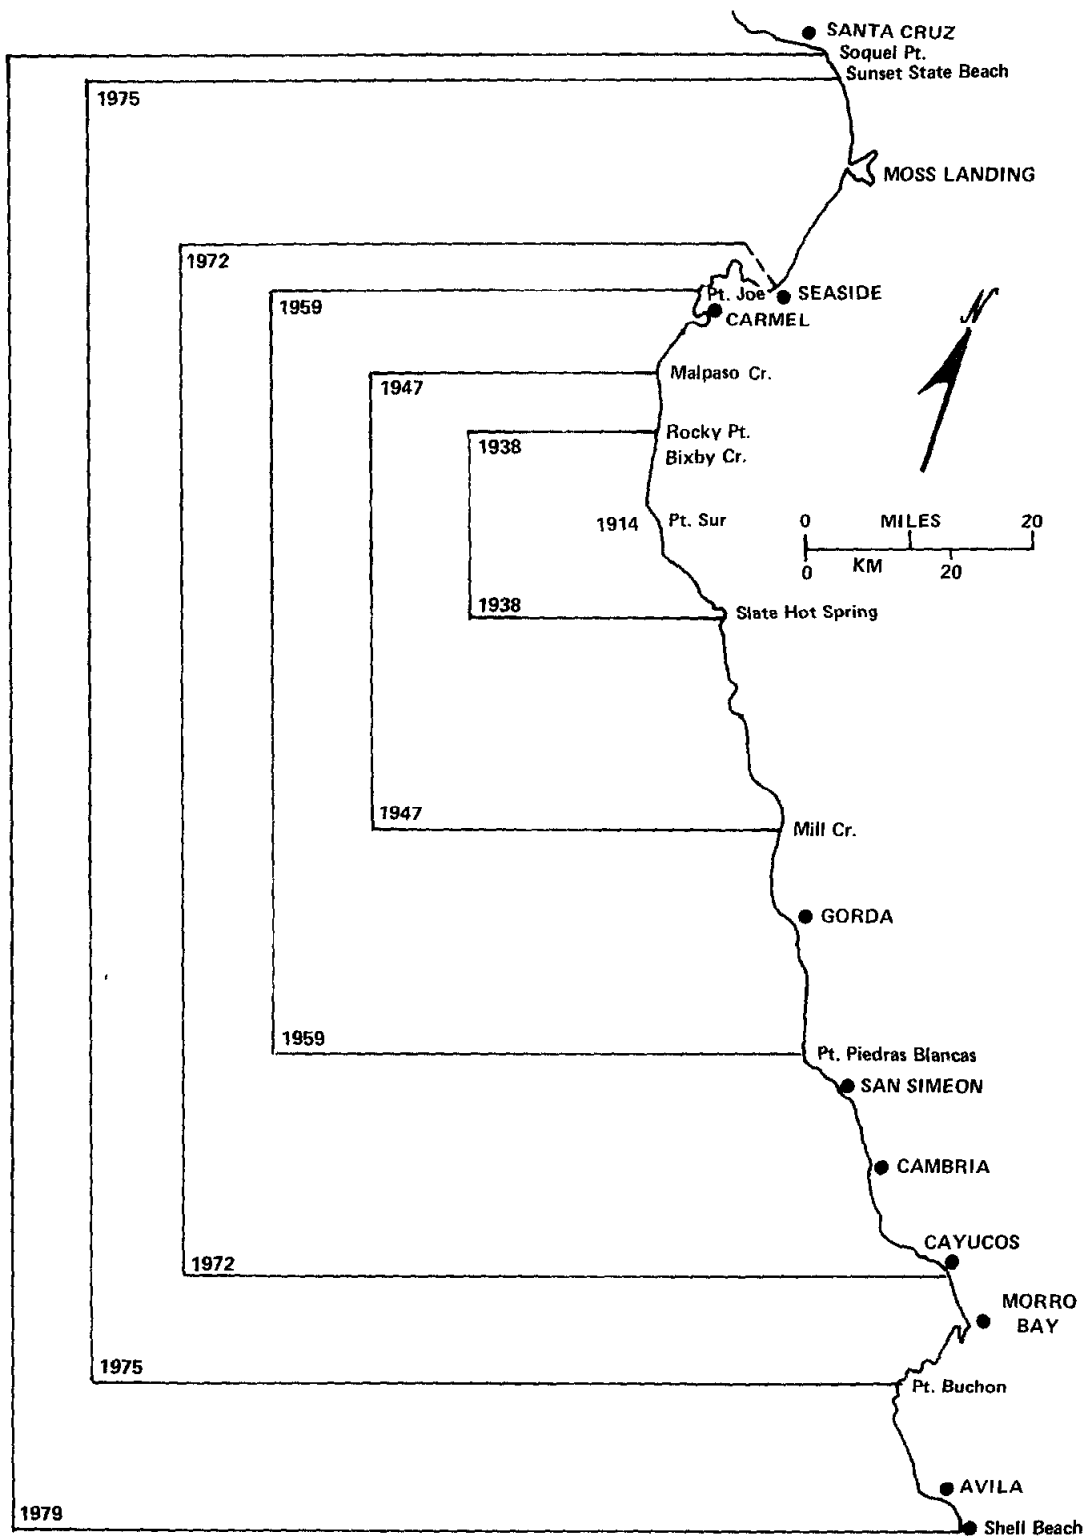 SANTA CRUZ
Soquel Pt.
Sunset State Beach
1975
MOSS LANDING
1972
1959
Pt. Joe
SEASIDE
CARMEL
N
Malpaso Cr.
1947
Rocky Pt.
1938
Bixby Cr.
1914
Pt. Sur
0 MILES 20
KM
0 20
1938
Slate Hot Spring
1947
Mill Cr.
GORDA
1959
Pt. Piedras Blancas
SAN SIMEON
CAMBRIA
CAYUCOS
1972
MORRO
BAY
1975
Pt. Buchon
AVILA
1979
Shell Beach